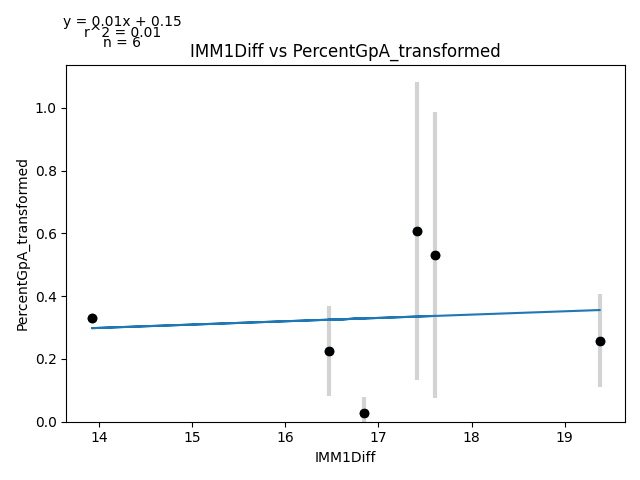 y = 0.01x + 0.15
r^2 = 0.01
n = 6
IMM1Diff vs PercentGpA_transformed
PercentGpA_transformed
1.0
0.8
0.6
0.4
0.2
0.0
14 15 16 17 18 19
IMM1Diff